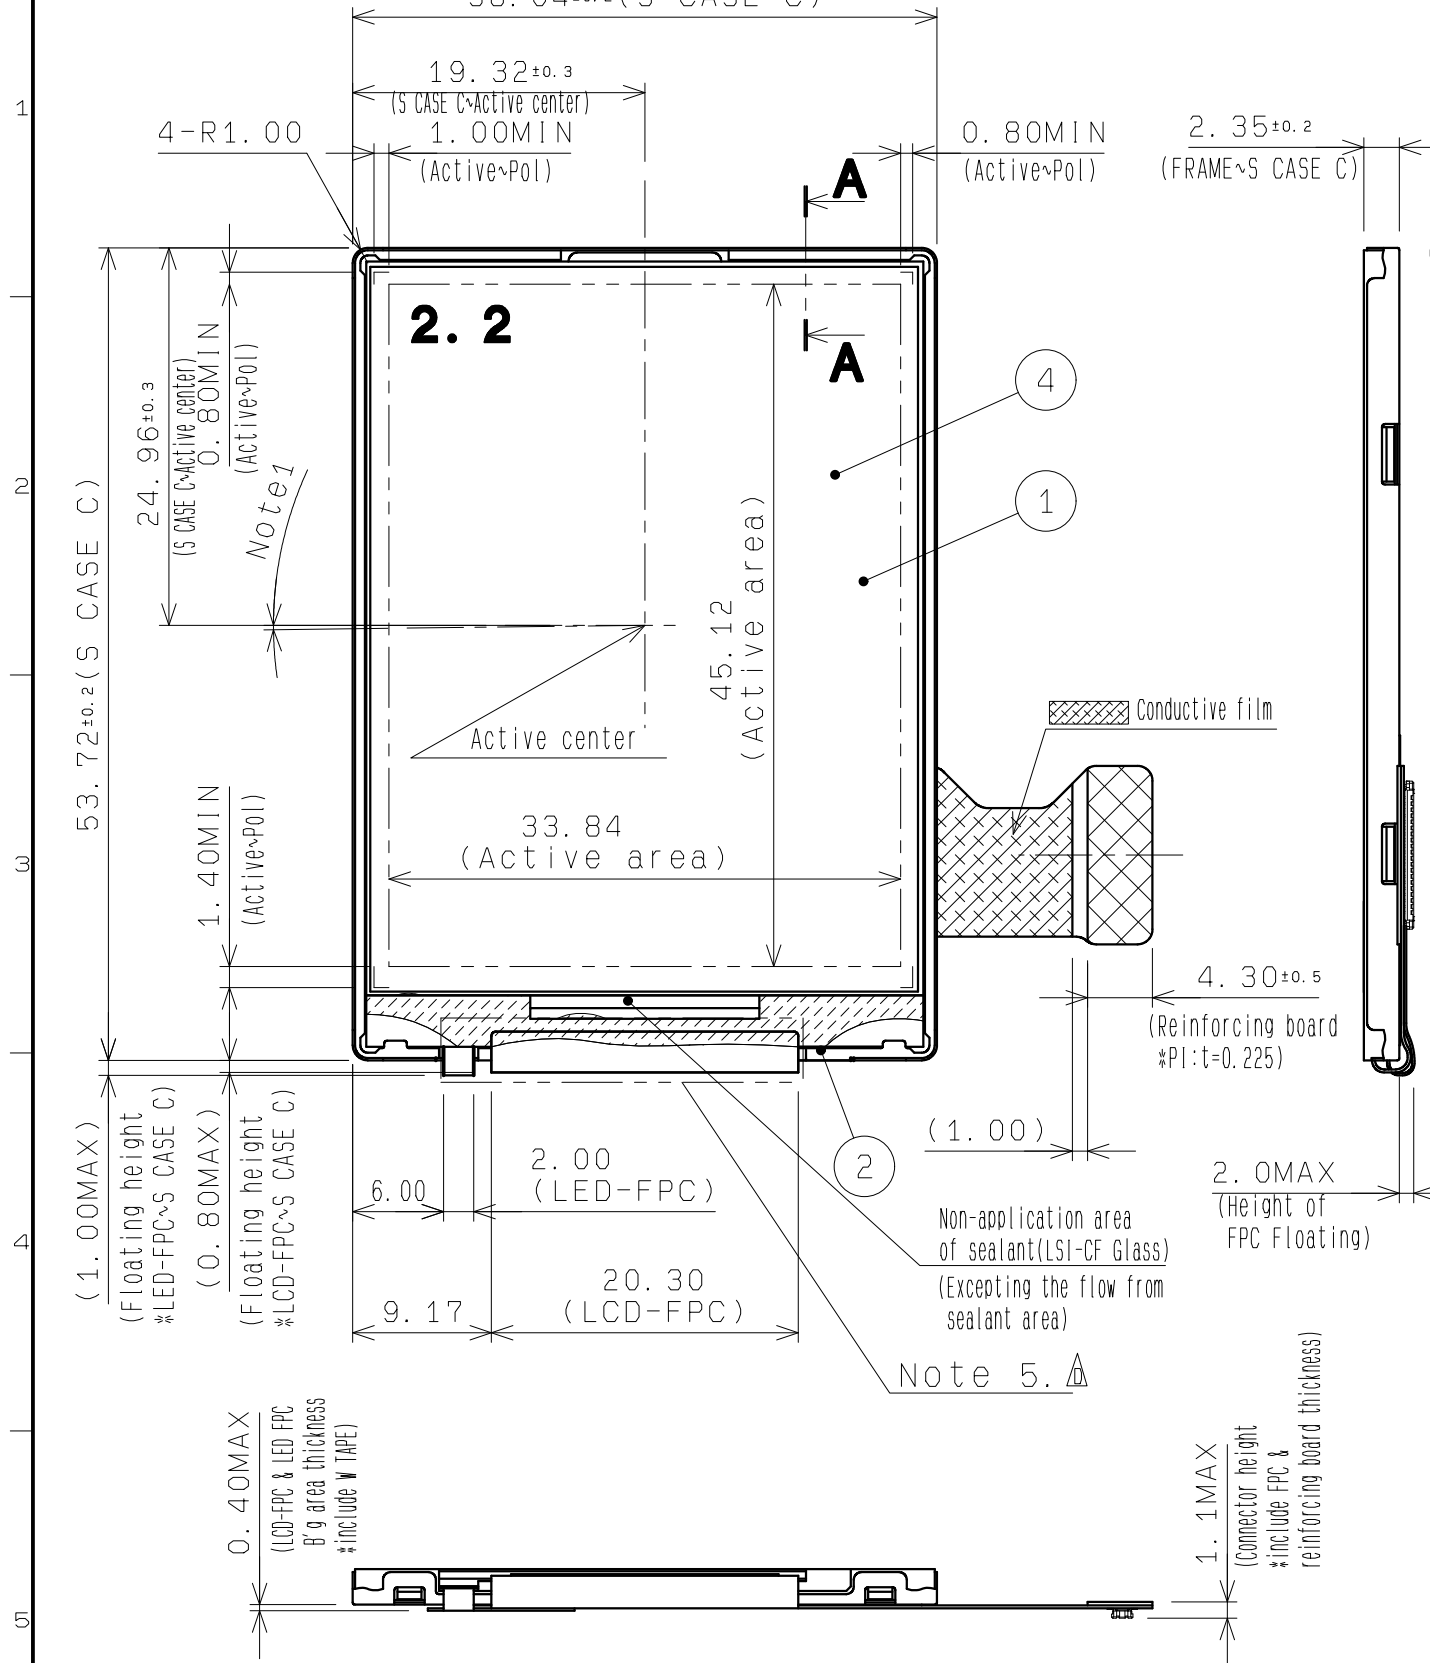 (S CASE C)
19.32±0.3
(S CASE C~Active center)
1
4-R1.00
1.00MIN
(Active~Pol)
0.80MIN
(Active~Pol)
2.35±0.2
(FRAME~S CASE C)
A
A
2.2
53.72±0.2(S CASE C)
24.96±0.3
(S CASE C~Active center)
0.80MIN
(Active~Pol)
Note1
2
4
1
45.12
(Active area)
Active center
Conductive film
33.84
(Active area)
3
1.40MIN
(Active~Pol)
4.30±0.5
(Reinforcing board
*PI:t=0.225)
(1.00)
(1.00MAX)
(Floating height
*LED-FPC~S CASE C)
(0.80MAX)
(Floating height
*LCD-FPC~S CASE C)
2.00
(LED-FPC)
6.00
2
2.0MAX
(Height of
FPC Floating)
4
Non-application area
of sealant(LSI-CF Glass)
(Excepting the flow from
sealant area)
20.30
(LCD-FPC)
9.17
Note 5. D
0.40MAX
(LCD-FPC & LED FPC
B'g area thickness
*include W TAPE)
1.1MAX
(Connector height
*include FPC &
reinforcing board thickness)
5